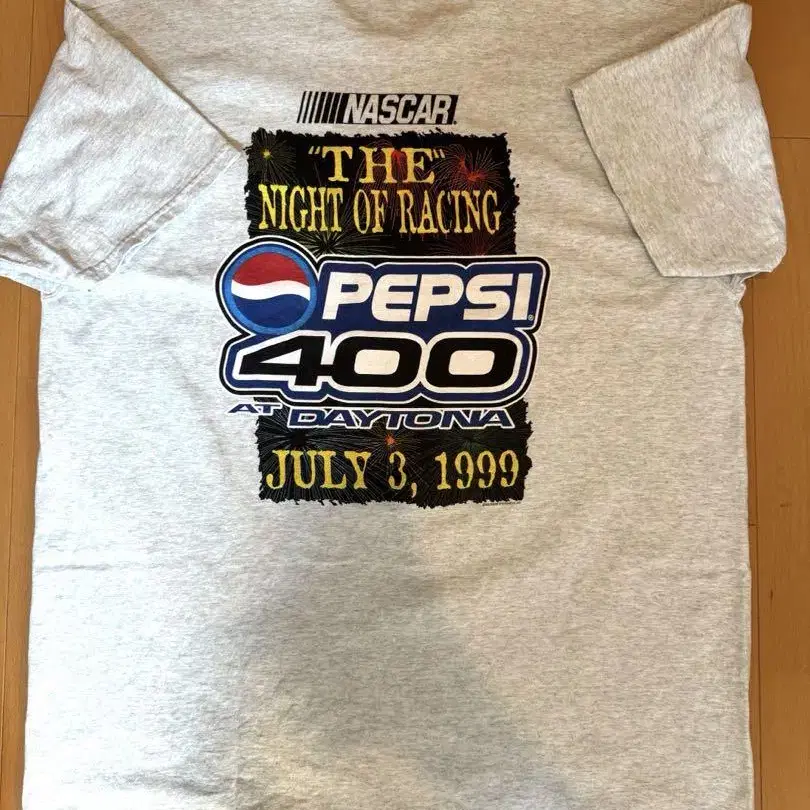 NASCAR
"THE"
NIGHT OF RACING
PEPSI®
400
AT DAYTONA
JULY 3, 1999